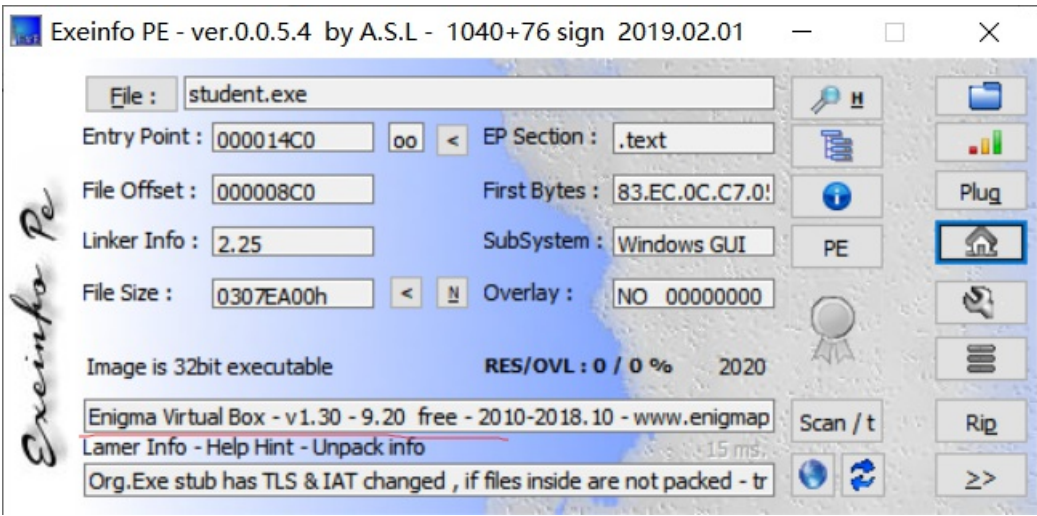 Exeinfo PE - ver.0.0.5.4 by A.S.L - 1040+76 sign 2019.02.01
File : student.exe H
Entry Point : 000014C0 oo < EP Section : .text
File Offset : 000008C0 First Bytes : 83.EC.0C.C7.0 Plug
Linker Info : 2.25 SubSystem : Windows GUI PE
File Size : 0307EA00h < N Overlay : NO 00000000
Image is 32bit executable RES/OVL : 0 / 0 % 2020
Enigma Virtual Box - v1.30 - 9.20 free - 2010-2018.10 - www.enigmap Scan / t Rip
Lamer Info - Help Hint - Unpack info 15 ms.
Org.Exe stub has TLS & IAT changed , if files inside are not packed - tr >>
Exeinfo Pe